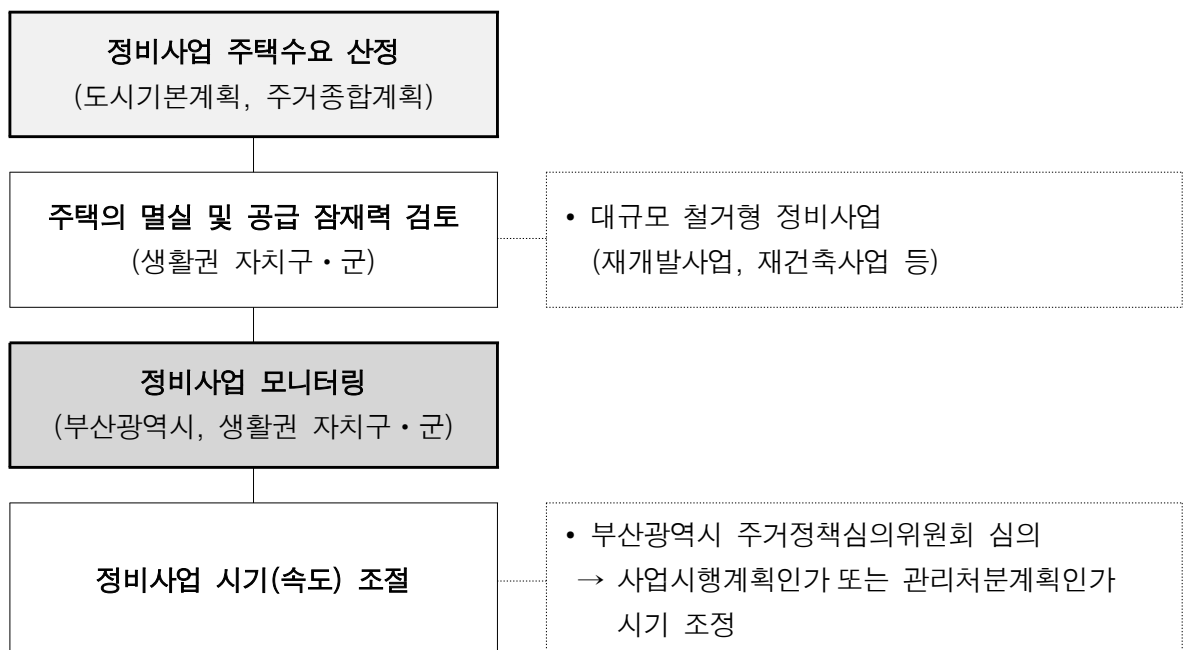 정비사업 주택수요 산정
(도시기본계획, 주거종합계획)
주택의 멸실 및 공급 잠재력 검토
(생활권 자치구・군)
• 대규모 철거형 정비사업
(재개발사업, 재건축사업 등)
정비사업 모니터링
(부산광역시, 생활권 자치구・군)
정비사업 시기(속도) 조절
• 부산광역시 주거정책심의위원회 심의
→ 사업시행계획인가 또는 관리처분계획인가
시기 조정